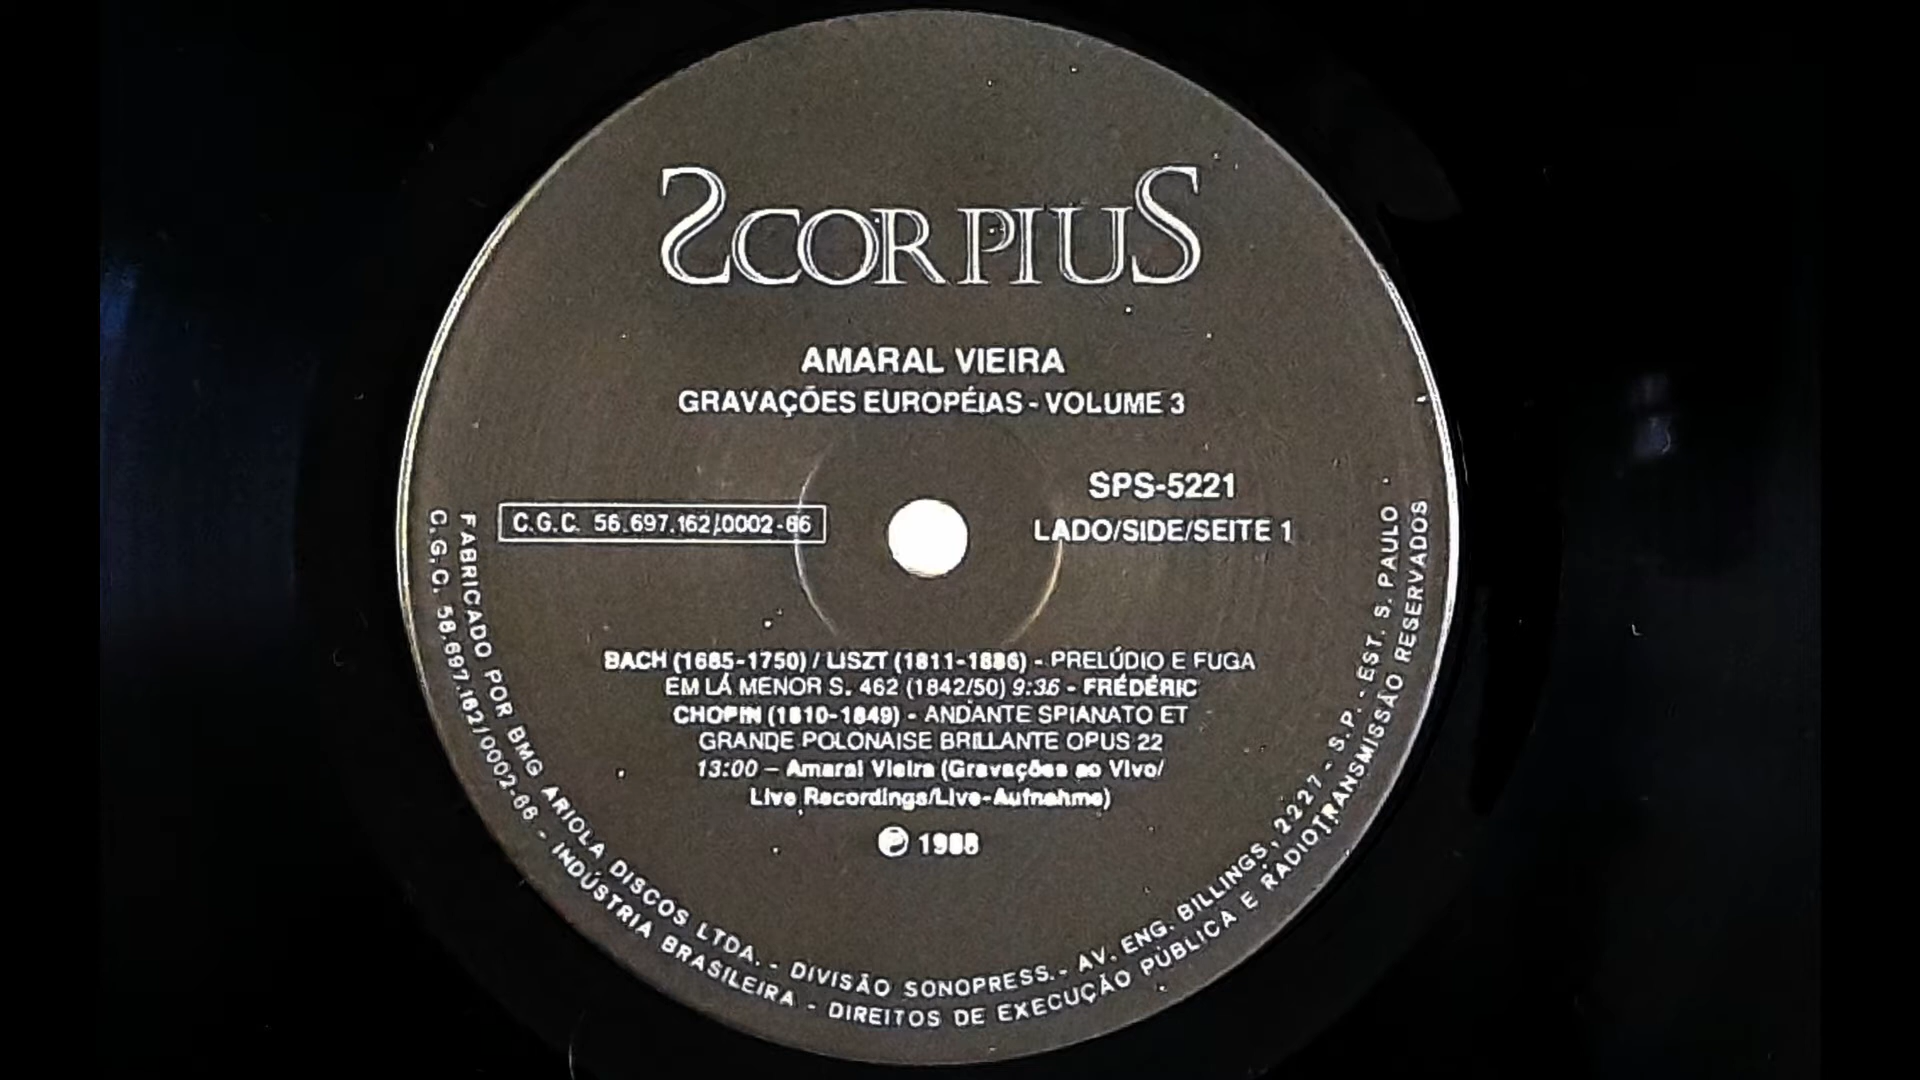 SCORPIUS
AMARAL VIEIRA
GRAVAÇÕES EUROPÉIAS - VOLUME 3
SPS-5221
C.G.C. 56.697.162/0002-66
LADO/SIDE/SEITE 1
BACH (1685-1750) / LISZT (1811-1886) - PRELÚDIO E FUGA
EM LÁ MENOR S. 462 (1842/50) 9:36 - FRÉDÉRIC
CHOPIN (1810-1849) - ANDANTE SPIANATO ET
GRANDE POLONAISE BRILLANTE OPUS 22
13:00 – Amaral Vieira (Gravações ao Vivo/
Live Recordings/Live-Aufnahme)
℗ 1988
FABRICADO POR BMG ARIOLA DISCOS LTDA. - DIVISÃO SONOPRESS. - AV. ENG. BILLINGS, 2227 - S.P. - EST. S. PAULO
C.G.C. 56.697.162/0002-66 - INDÚSTRIA BRASILEIRA - DIREITOS DE EXECUÇÃO PÚBLICA E RADIOTRANSMISSÃO RESERVADOS